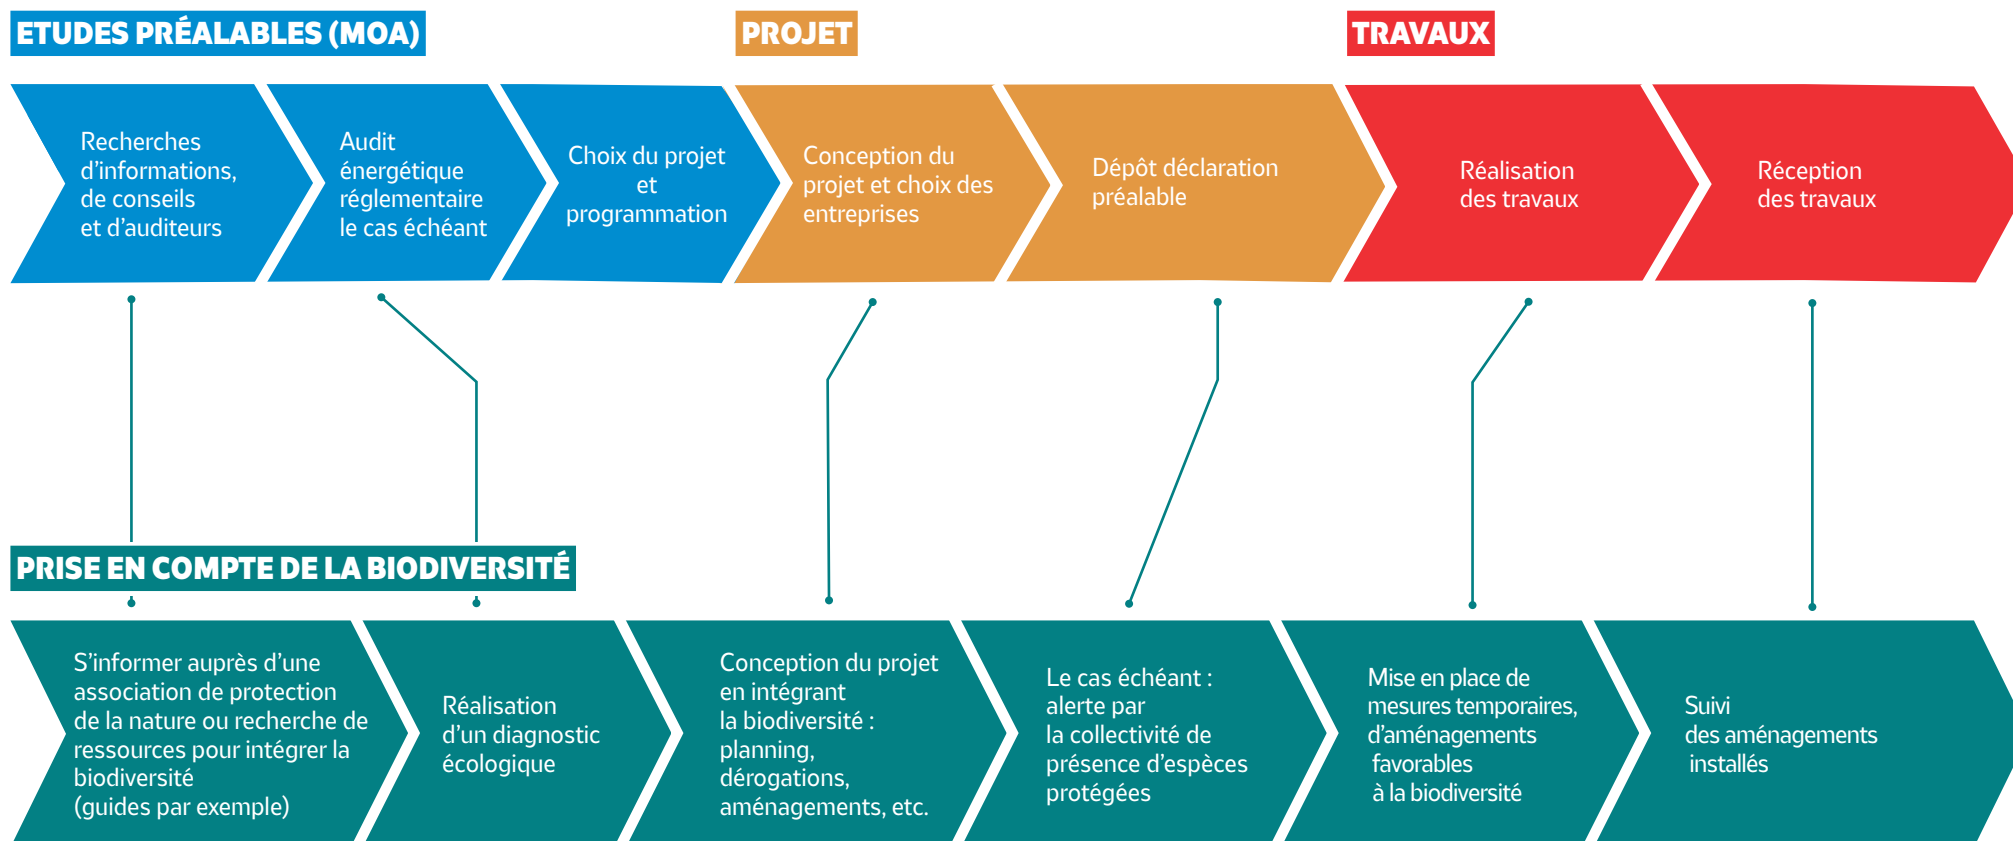 ETUDES PRÉALABLES (MOA)
PROJET
TRAVAUX
Recherches
d’informations,
de conseils
et d’auditeurs
Audit
énergétique
réglementaire
le cas échéant
Choix du projet
et
programmation
Conception du
projet et choix des
entreprises
Dépôt déclaration
préalable
Réalisation
des travaux
Réception
des travaux
PRISE EN COMPTE DE LA BIODIVERSITÉ
S’informer auprès d’une
association de protection
de la nature ou recherche de
ressources pour intégrer la
biodiversité
(guides par exemple)
Réalisation
d’un diagnostic
écologique
Conception du projet
en intégrant
la biodiversité :
planning,
dérogations,
aménagements, etc.
Le cas échéant :
alerte par
la collectivité de
présence d’espèces
protégées
Mise en place de
mesures temporaires,
d’aménagements
favorables
à la biodiversité
Suivi
des aménagements
installés